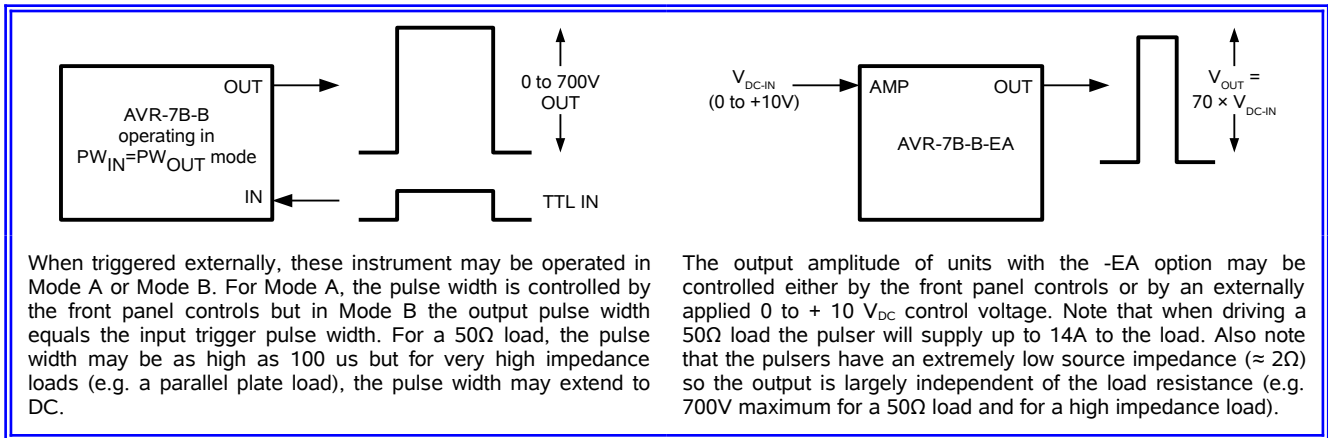 OUT
AVR-7B-B
operating in
PWIN=PWOUT mode
IN
0 to 700V
OUT
TTL IN
When triggered externally, these instrument may be operated in
Mode A or Mode B. For Mode A, the pulse width is controlled by
the front panel controls but in Mode B the output pulse width
equals the input trigger pulse width. For a 50Ω load, the pulse
width may be as high as 100 us but for very high impedance
loads (e.g. a parallel plate load), the pulse width may extend to
DC.
VDC-IN
(0 to +10V)
AMP
OUT
AVR-7B-B-EA
VOUT =
70 × VDC-IN
The output amplitude of units with the -EA option may be
controlled either by the front panel controls or by an externally
applied 0 to + 10 VDC control voltage. Note that when driving a
50Ω load the pulser will supply up to 14A to the load. Also note
that the pulsers have an extremely low source impedance (≈ 2Ω)
so the output is largely independent of the load resistance (e.g.
700V maximum for a 50Ω load and for a high impedance load).